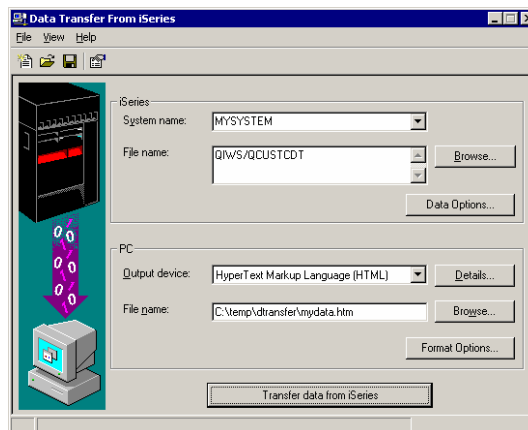 Data Transfer From iSeries
File View Help
iSeries
System name: MYSYSTEM
File name: QIWS/QCUSTCDT Browse...
Data Options...
PC
Output device: HyperText Markup Language (HTML) Details...
File name: C:\temp\dtransfer\mydata.htm Browse...
Format Options...
Transfer data from iSeries